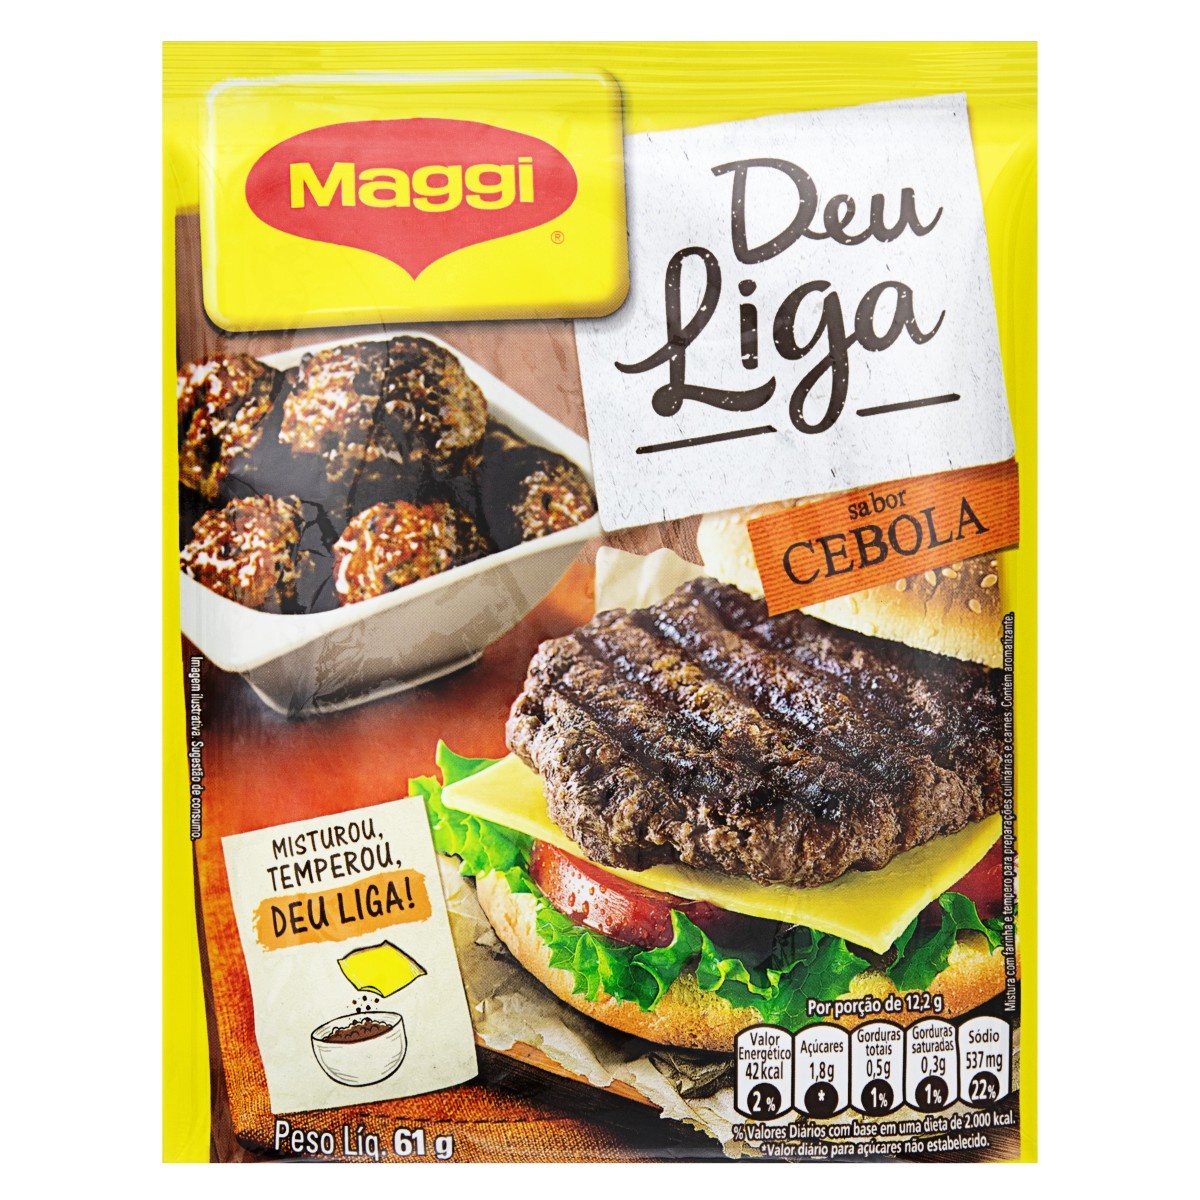 Maggi
®
Deu
Liga
sabor
CEBOLA
Imagem ilustrativa. Sugestão de consumo.
MISTUROU,
TEMPEROU,
DEU LIGA!
Mistura com farinha e tempero para preparações culinárias e carnes. Contém aromatizante.
Por porção de 12,2 g
Valor Energético 42 kcal 2%
Açúcares 1,8g *
Gorduras totais 0,5g 1%
Gorduras saturadas 0,3g 1%
Sódio 537 mg 22%
% Valores Diários com base em uma dieta de 2.000 kcal.
*Valor diário para açúcares não estabelecido.
Peso Líq. 61 g